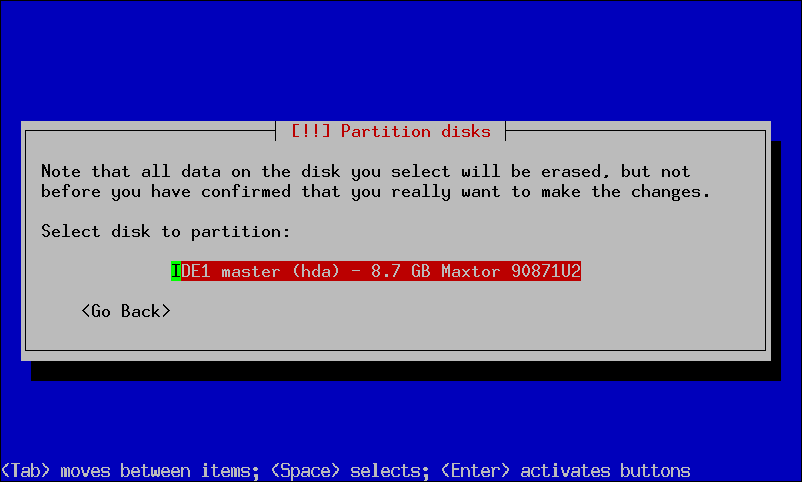 [!!] Partition disks
Note that all data on the disk you select will be erased, but not
before you have confirmed that you really want to make the changes.
Select disk to partition:
IDE1 master (hda) - 8.7 GB Maxtor 90871U2
<Go Back>
<Tab> moves between items; <Space> selects; <Enter> activates buttons